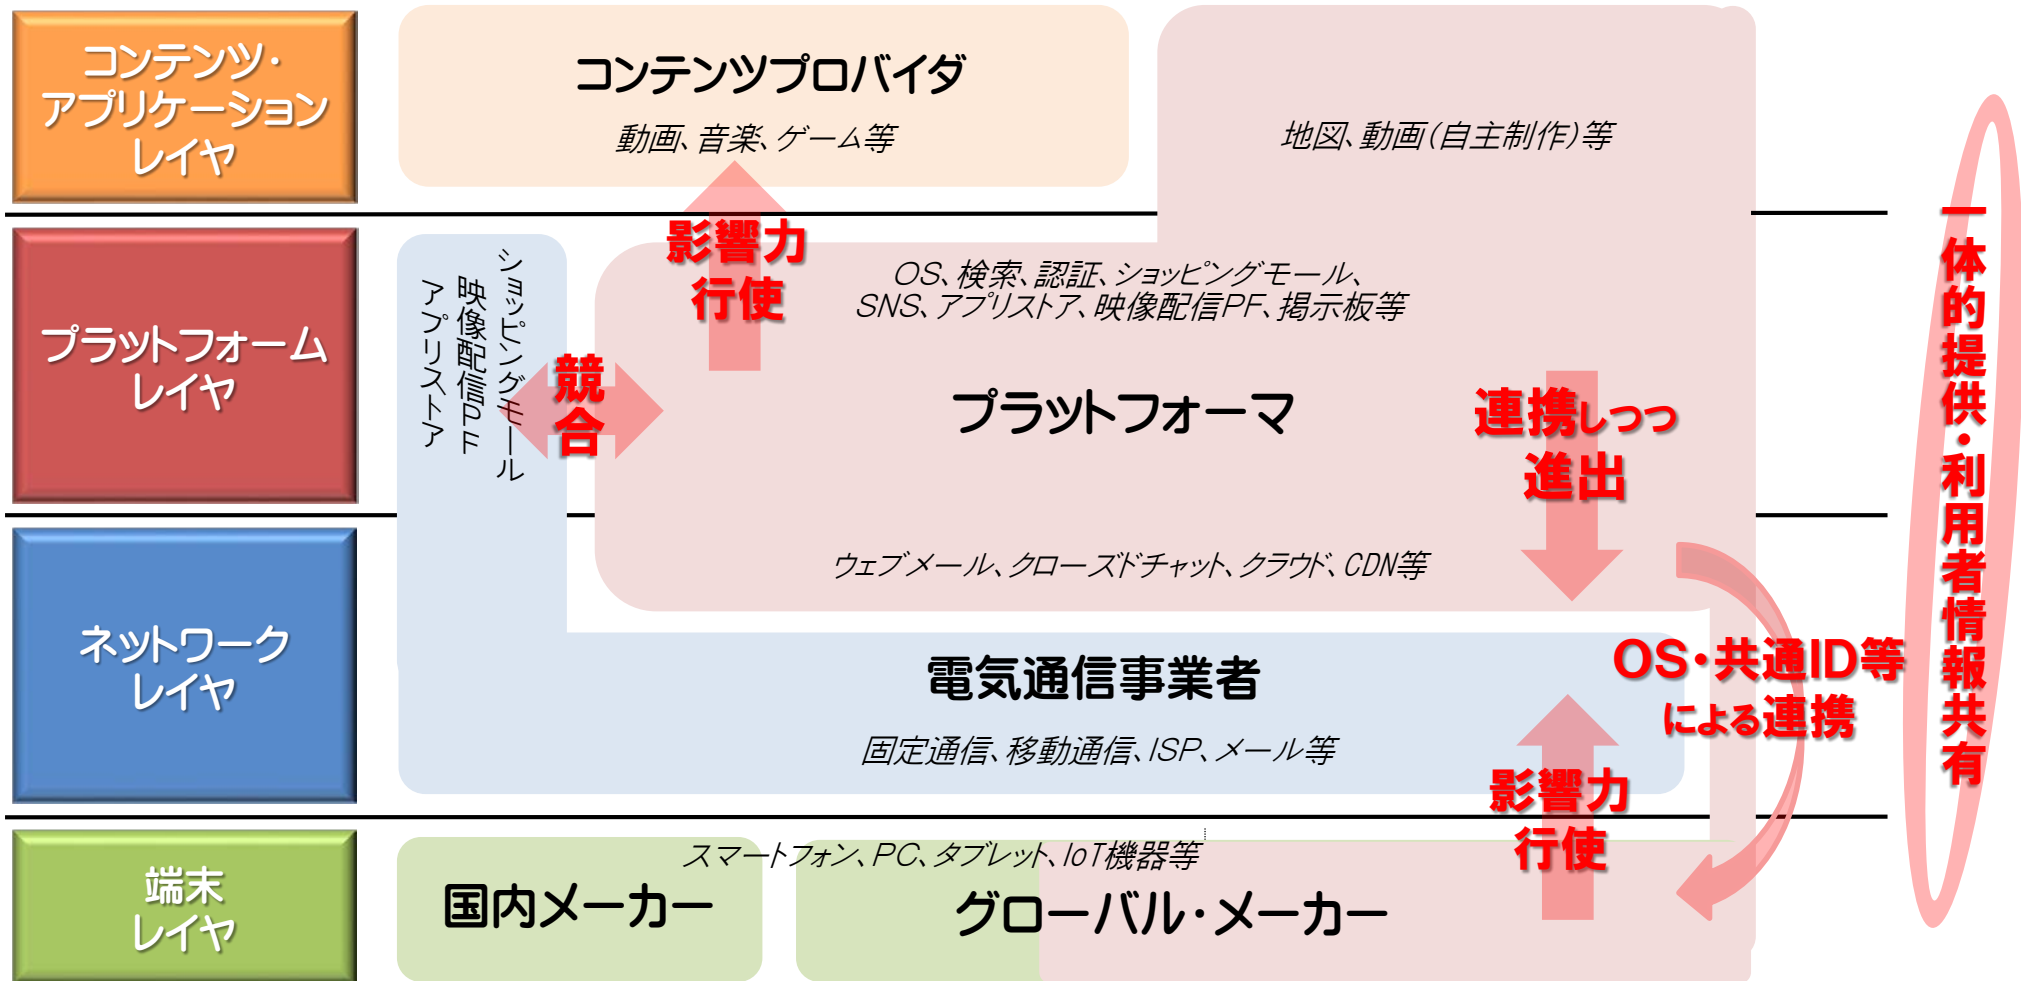 コンテンツ・
アプリケーション
レイヤ
コンテンツプロバイダ
動画、音楽、ゲーム等
地図、動画(自主制作)等
プラットフォーム
レイヤ
ショッピングモール
映像配信PF
アプリストア
競
合
影響力
行使
OS、検索、認証、ショッピングモール、
SNS、アプリストア、映像配信PF、掲示板等
プラットフォーマ
連携しつつ
進出
ウェブメール、クローズドチャット、クラウド、CDN等
ネットワーク
レイヤ
電気通信事業者
固定通信、移動通信、ISP、メール等
OS・共通ID等
による連携
影響力
行使
端末
レイヤ
スマートフォン、PC、タブレット、IoT機器等
国内メーカー
グローバル・メーカー
一体的提供・利用者情報共有